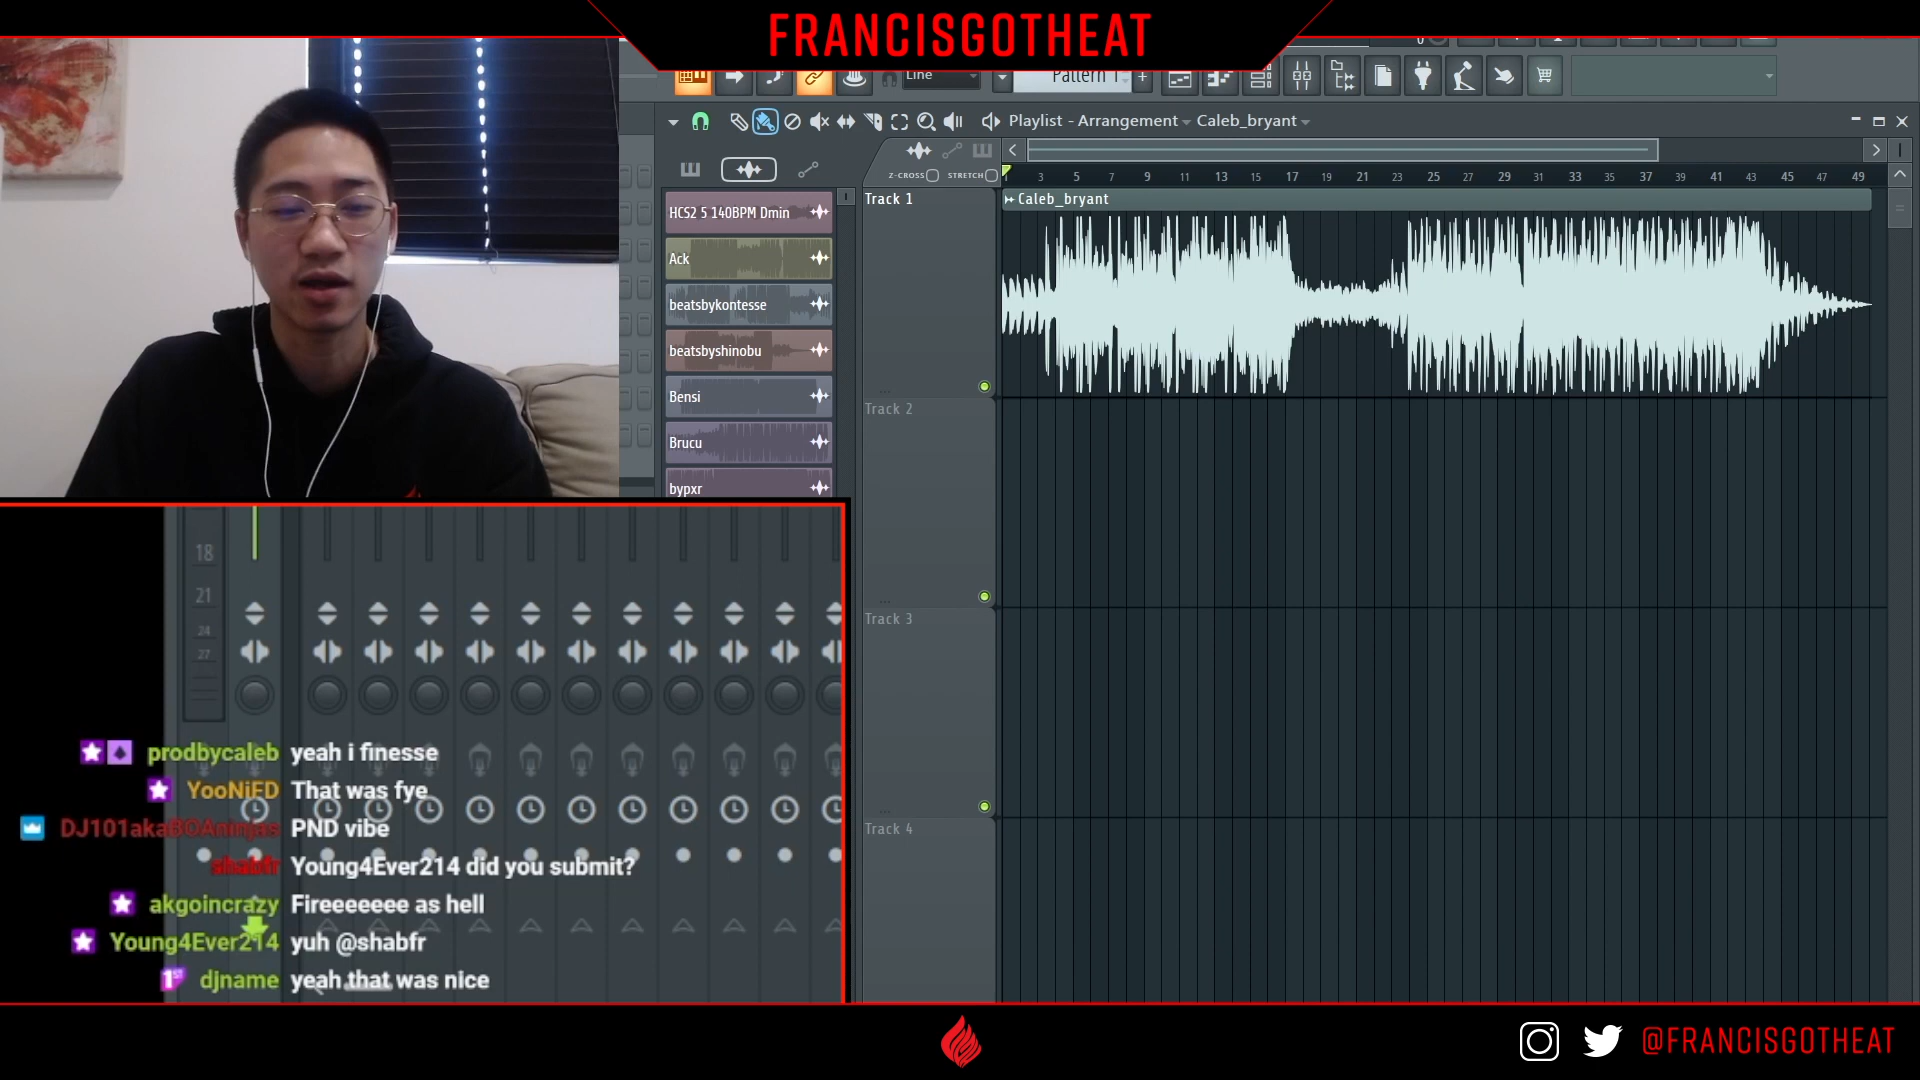 FRANCISGOTHEAT
Line
Pattern 1
+
Playlist - Arrangement
Caleb_bryant
Z-CROSS
STRETCH
1 3 5 7 9 11 13 15 17 19 21 23 25 27 29 31 33 35 37 39 41 43 45 47 49
HCS2 5 140BPM Dmin
Track 1
Caleb_bryant
Ack
beatsbykontesse
beatsbyshinobu
Bensi
Track 2
Brucu
bypxr
18
21
24
27
Track 3
Track 4
prodbycaleb yeah i finesse
YooNiFD That was fye
DJ101akaBOAninjas PND vibe
shabfr Young4Ever214 did you submit?
akgoincrazy Fireeeeeee as hell
Young4Ever214 yuh @shabfr
1ST djname yeah that was nice
@FRANCISGOTHEAT